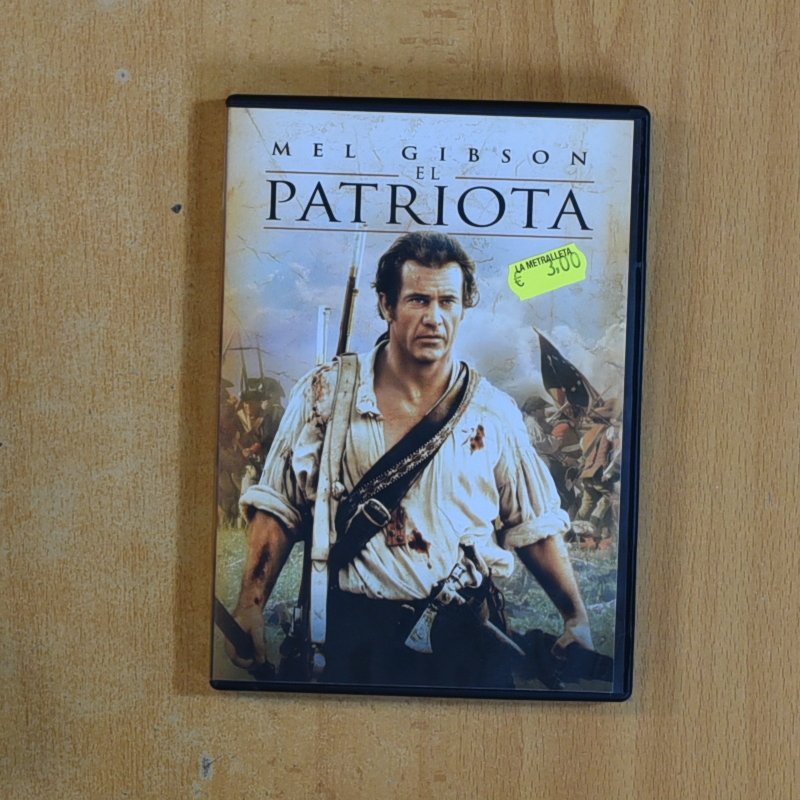 MEL GIBSON
EL
PATRIOTA
LA METRALLETA
€ 3,00